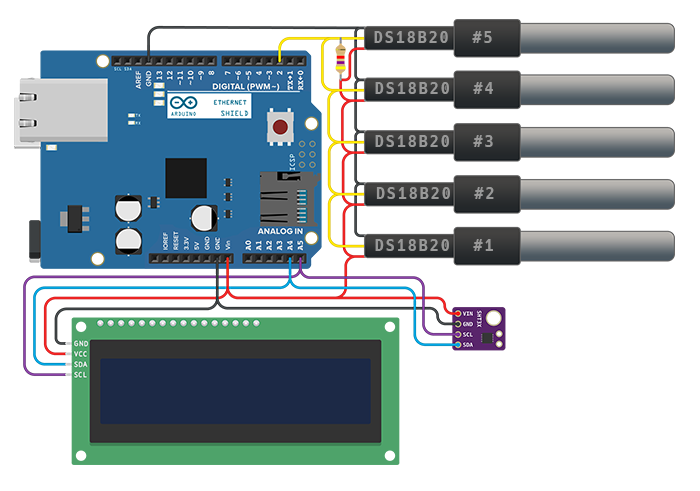 DS18B20 #5
DS18B20 #4
DS18B20 #3
DS18B20 #2
DS18B20 #1
SCL SDA
AREF
GND
13
12
~11
~10
~9
8
7
~6
~5
4
~3
2
TX→1
RX←0
DIGITAL (PWM~)
ARDUINO
ETHERNET
SHIELD
ICSP
ANALOG IN
IOREF
RESET
3.3V
5V
GND
GND
Vin
A0
A1
A2
A3
A4
A5
GND
VCC
SDA
SCL
VIN
GND
SCL
SDA
SHT3X